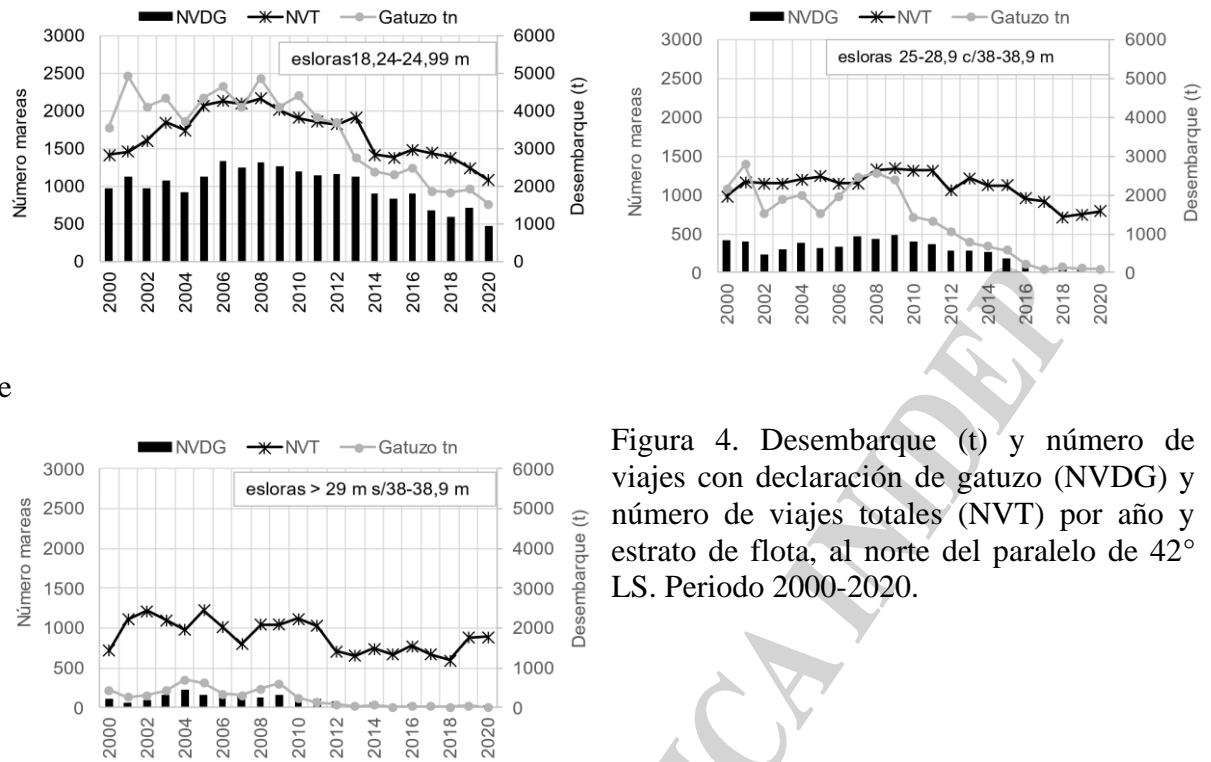 NVDG NVT Gatuzo tn
esloras18,24-24,99 m
Número mareas
3000
2500
2000
1500
1000
500
0
6000
5000
4000
3000
2000
1000
0
Desembarque (t)
2000 2002 2004 2006 2008 2010 2012 2014 2016 2018 2020
NVDG NVT Gatuzo tn
esloras 25-28,9 c/38-38,9 m
Número mareas
3000
2500
2000
1500
1000
500
0
6000
5000
4000
3000
2000
1000
0
Desembarque (t)
2000 2002 2004 2006 2008 2010 2012 2014 2016 2018 2020
e
NVDG NVT Gatuzo tn
esloras > 29 m s/38-38,9 m
Número mareas
3000
2500
2000
1500
1000
500
0
6000
5000
4000
3000
2000
1000
0
Desembarque (t)
2000 2002 2004 2006 2008 2010 2012 2014 2016 2018 2020
Figura 4. Desembarque (t) y número de
viajes con declaración de gatuzo (NVDG) y
número de viajes totales (NVT) por año y
estrato de flota, al norte del paralelo de 42°
LS. Periodo 2000-2020.
ICA INIDEP